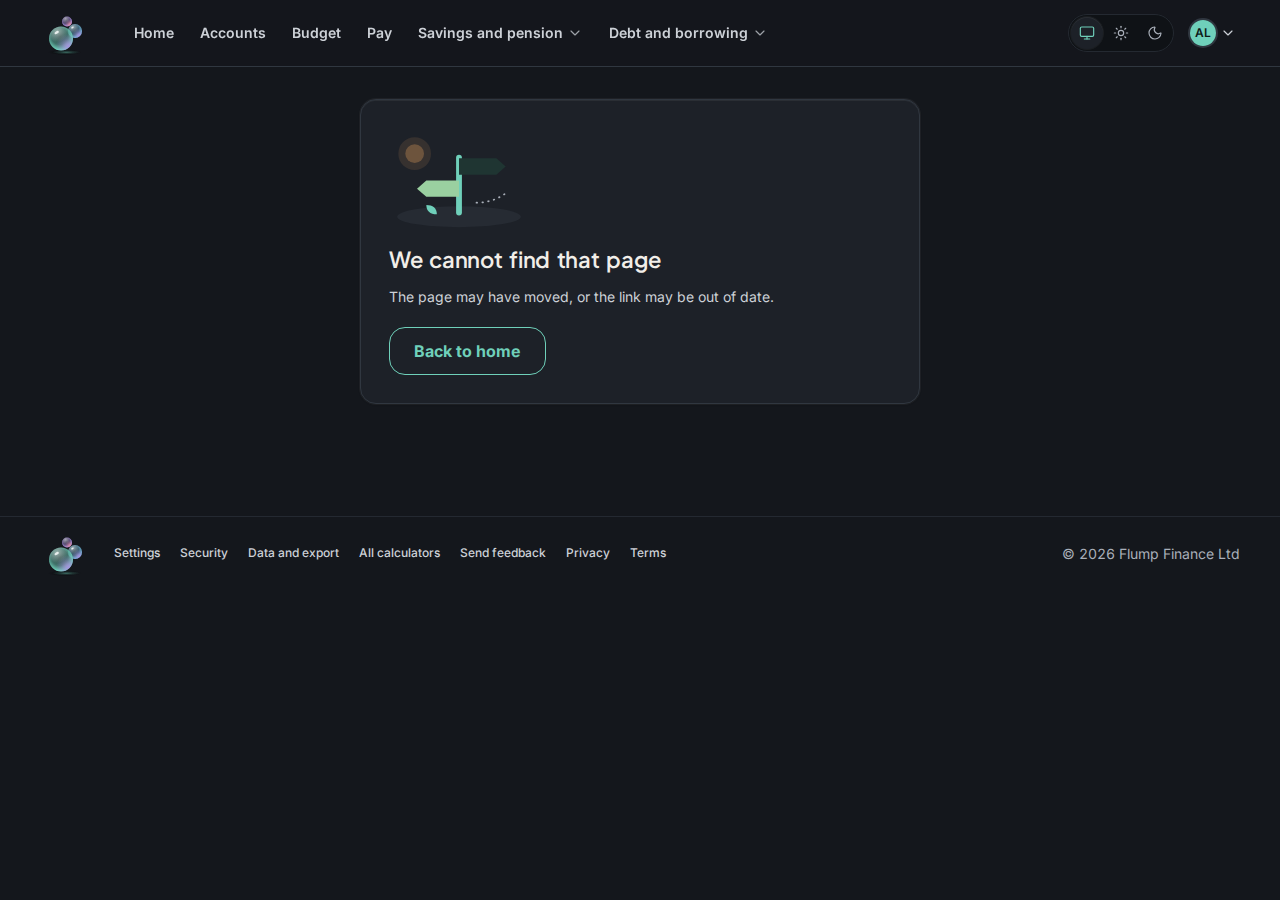 Home Accounts Budget Pay Savings and pension Debt and borrowing AL
We cannot find that page
The page may have moved, or the link may be out of date.
Back to home
Settings Security Data and export All calculators Send feedback Privacy Terms © 2026 Flump Finance Ltd